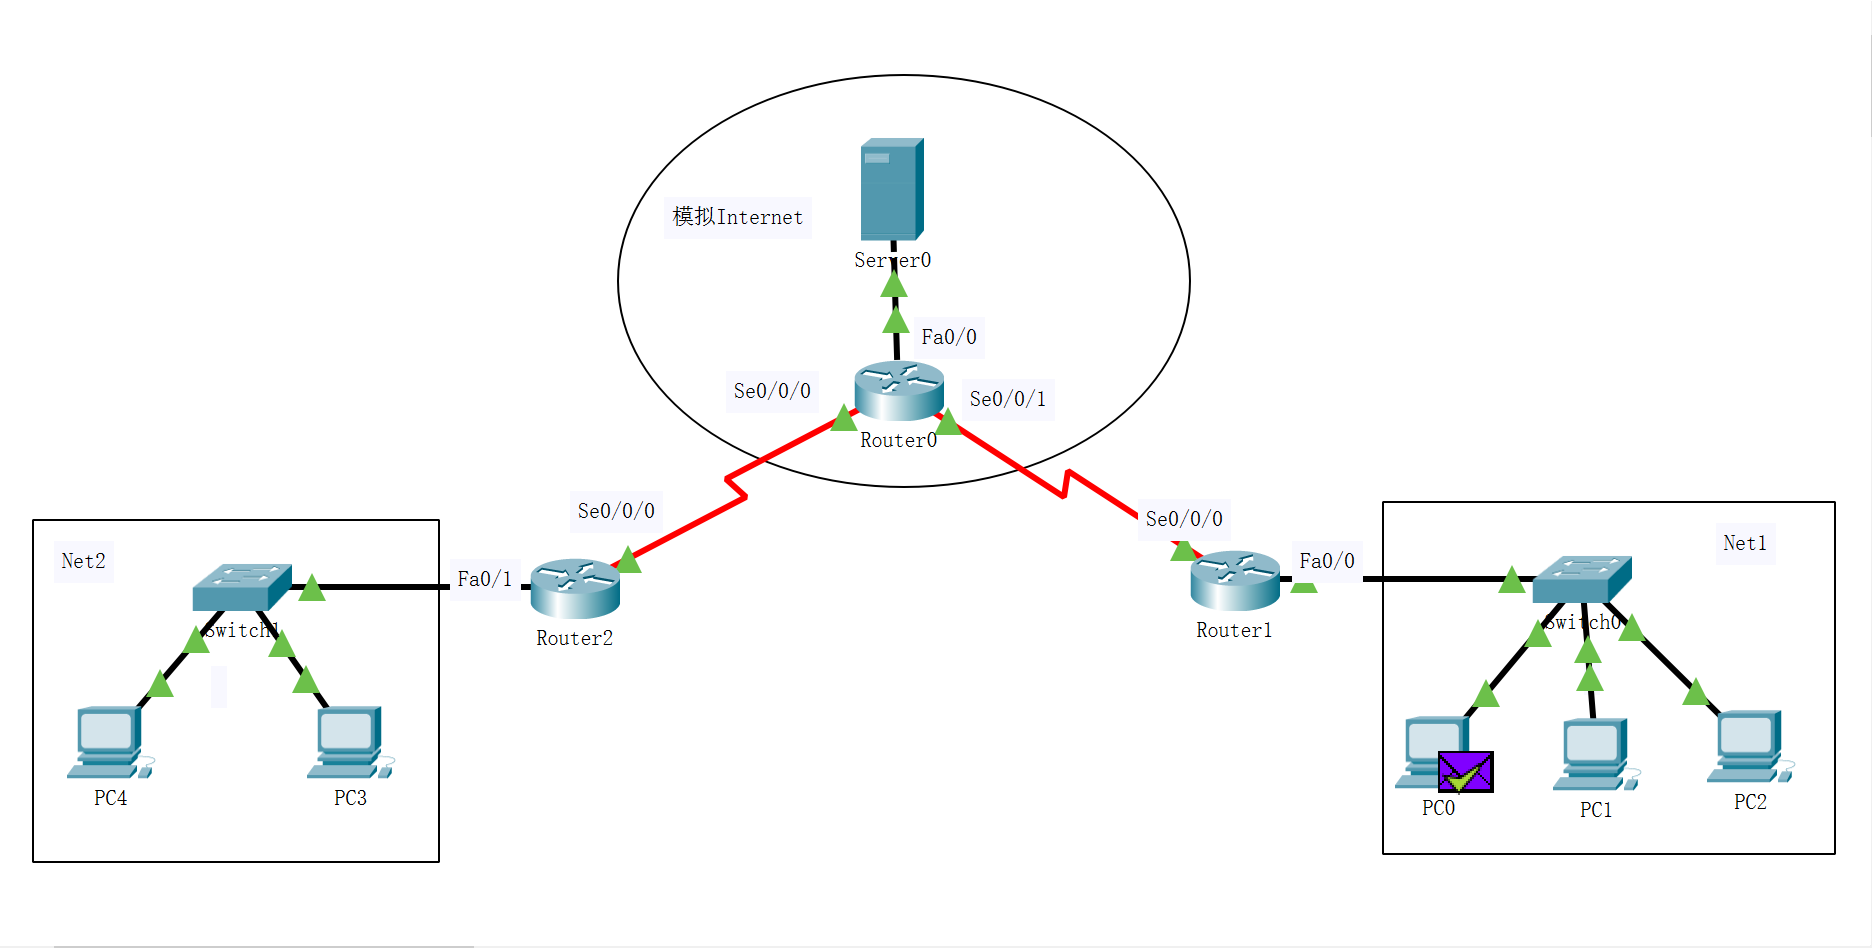 模拟Internet
Server0
Fa0/0
Se0/0/0
Se0/0/1
Router0
Se0/0/0
Se0/0/0
Net2
Fa0/1
Fa0/0
Net1
Switch1
Router2
Router1
Switch0
PC4
PC3
PC0
PC1
PC2